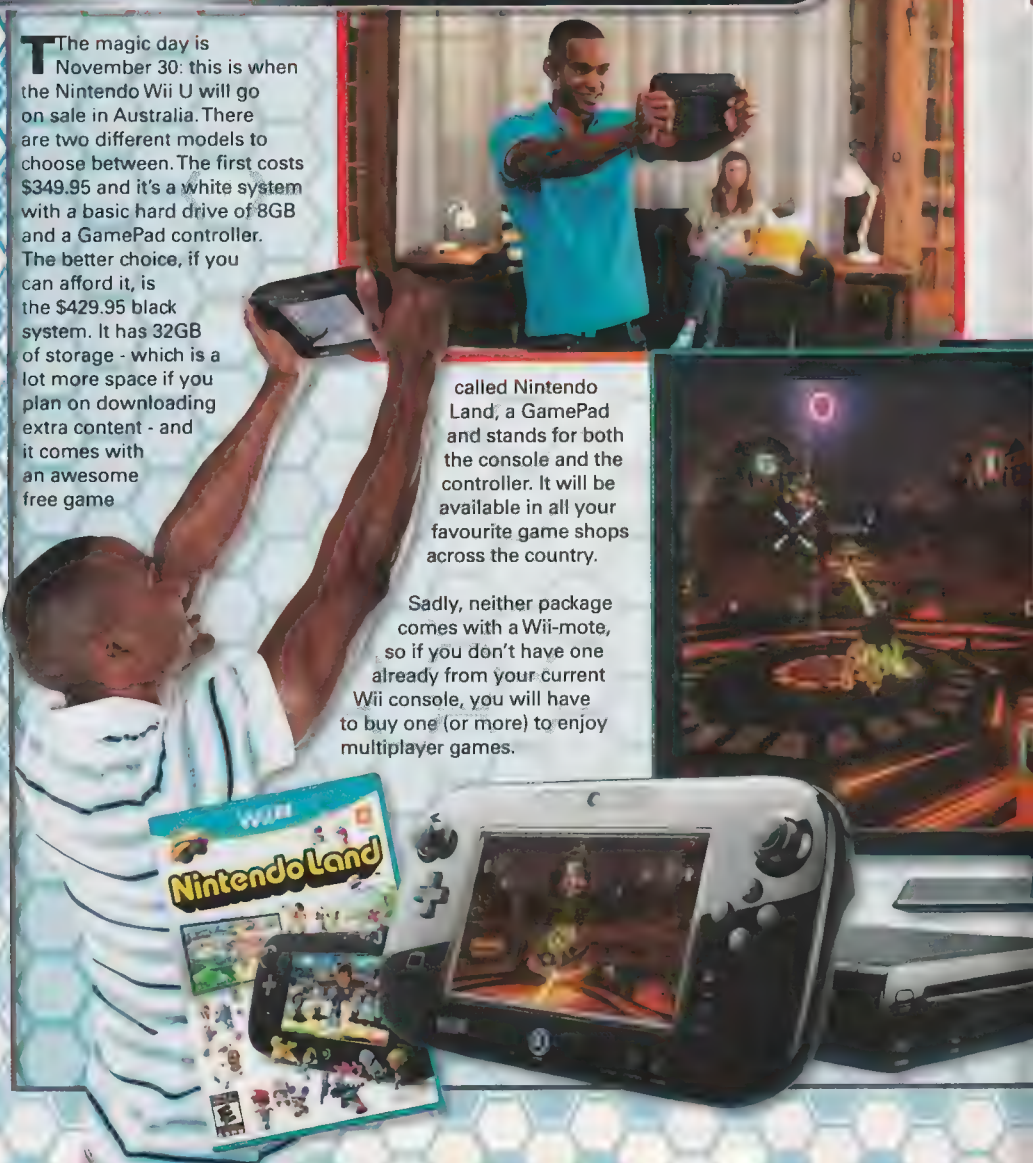 TThe magic day is
November 30: this is when
the Nintendo Wii U will go
on sale in Australia. There
are two different models to
choose between. The first costs
$349.95 and it's a white system
with a basic hard drive of 8GB
and a GamePad controller.
The better choice, if you
can afford it, is
the $429.95 black
system. It has 32GB
of storage - which is a
lot more space if you
plan on downloading
extra content - and
it comes with
an awesome
free game
called Nintendo
Land, a GamePad
and stands for both
the console and the
controller. It will be
available in all your
favourite game shops
across the country.
Sadly, neither package
comes with a Wii-mote,
so if you don't have one
already from your current
Wii console, you will have
to buy one (or more) to enjoy
multiplayer games.
WiiU
Nintendo Land
E